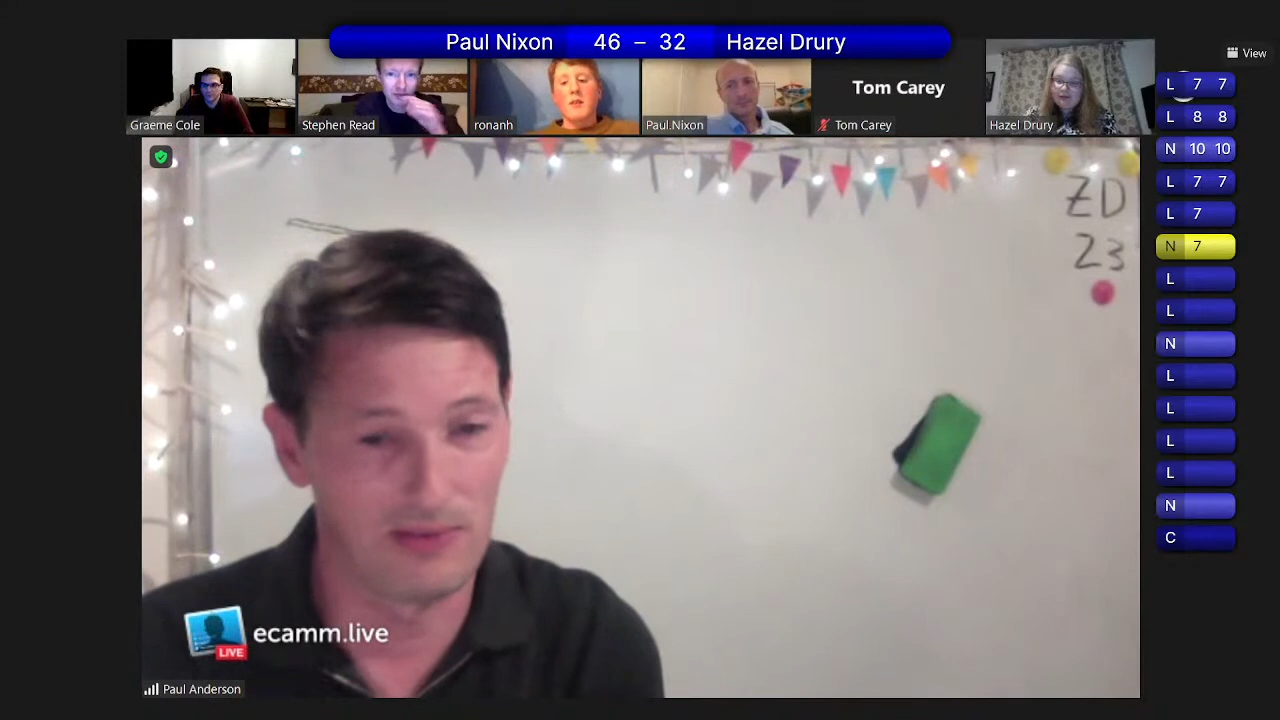 Paul Nixon 46 – 32 Hazel Drury
View
Tom Carey
Graeme Cole
Stephen Read
ronanh
Paul.Nixon
Tom Carey
Hazel Drury
L 7 7
L 8 8
N 10 10
L 7 7
L 7
N 7
L
L
N
L
L
L
L
N
C
ZD
23
ecamm.live
LIVE
Paul Anderson